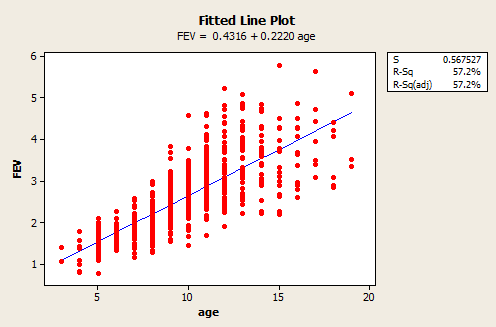 Fitted Line Plot
FEV = 0.4316 + 0.2220 age
S 0.567527
R-Sq 57.2%
R-Sq(adj) 57.2%
6
5
4
3
2
1
FEV
5 10 15 20
age